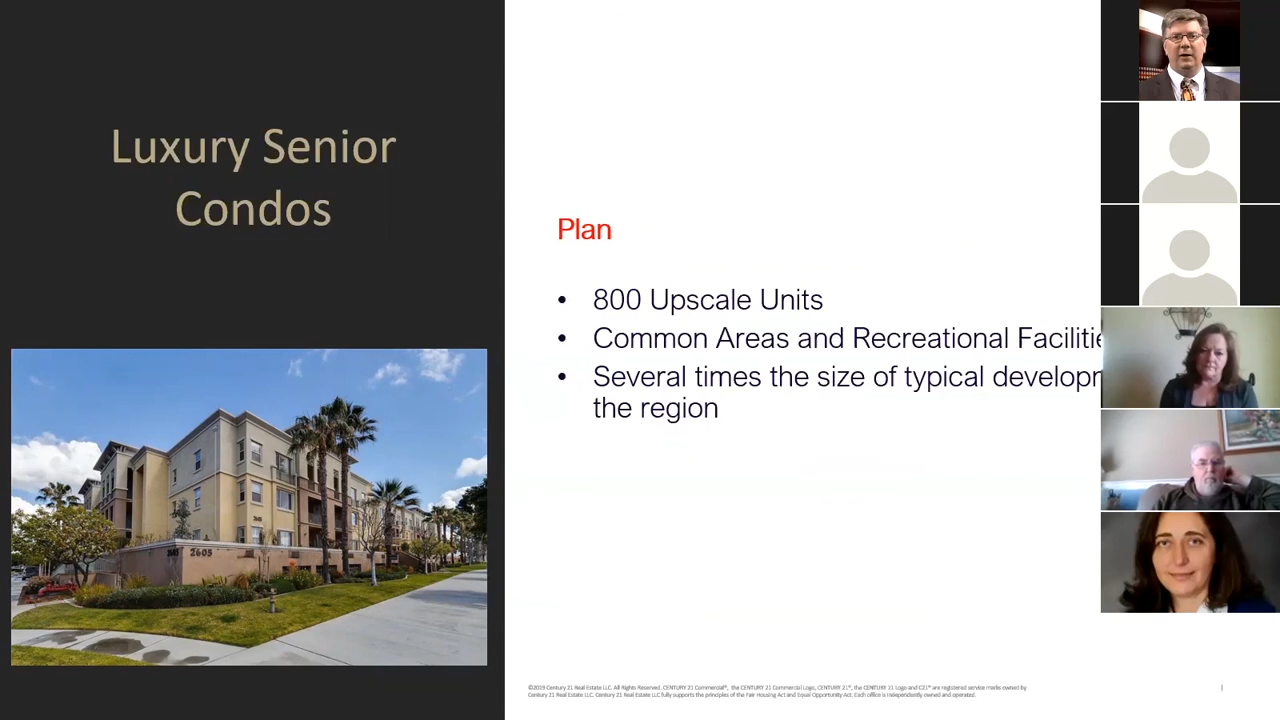 Luxury Senior
Condos
Plan
• 800 Upscale Units
• Common Areas and Recreational Facilitie
• Several times the size of typical develop
the region
2605
©2019 Century 21 Real Estate LLC. All Rights Reserved. CENTURY 21 Commercial®, the CENTURY 21 Commercial Logo, CENTURY 21®, the CENTURY 21 Logo and C21® are registered service marks owned by
Century 21 Real Estate LLC. Century 21 Real Estate LLC fully supports the principles of the Fair Housing Act and Equal Opportunity Act. Each office is independently owned and operated.